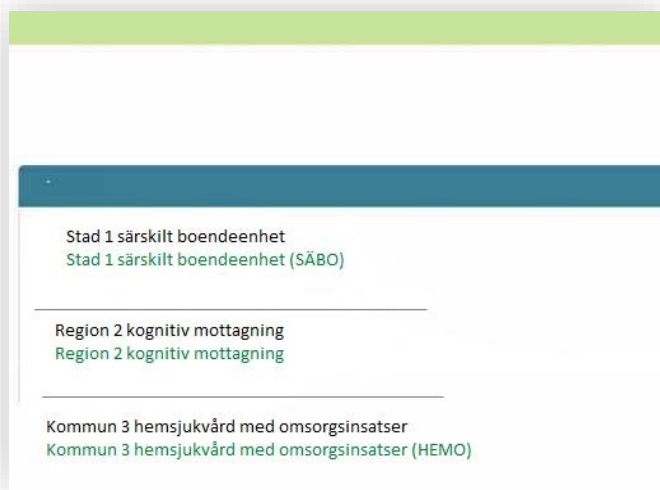 Stad 1 särskilt boendeenhet
Stad 1 särskilt boendeenhet (SÄBO)
Region 2 kognitiv mottagning
Region 2 kognitiv mottagning
Kommun 3 hemsjukvård med omsorgsinsatser
Kommun 3 hemsjukvård med omsorgsinsatser (HEMO)